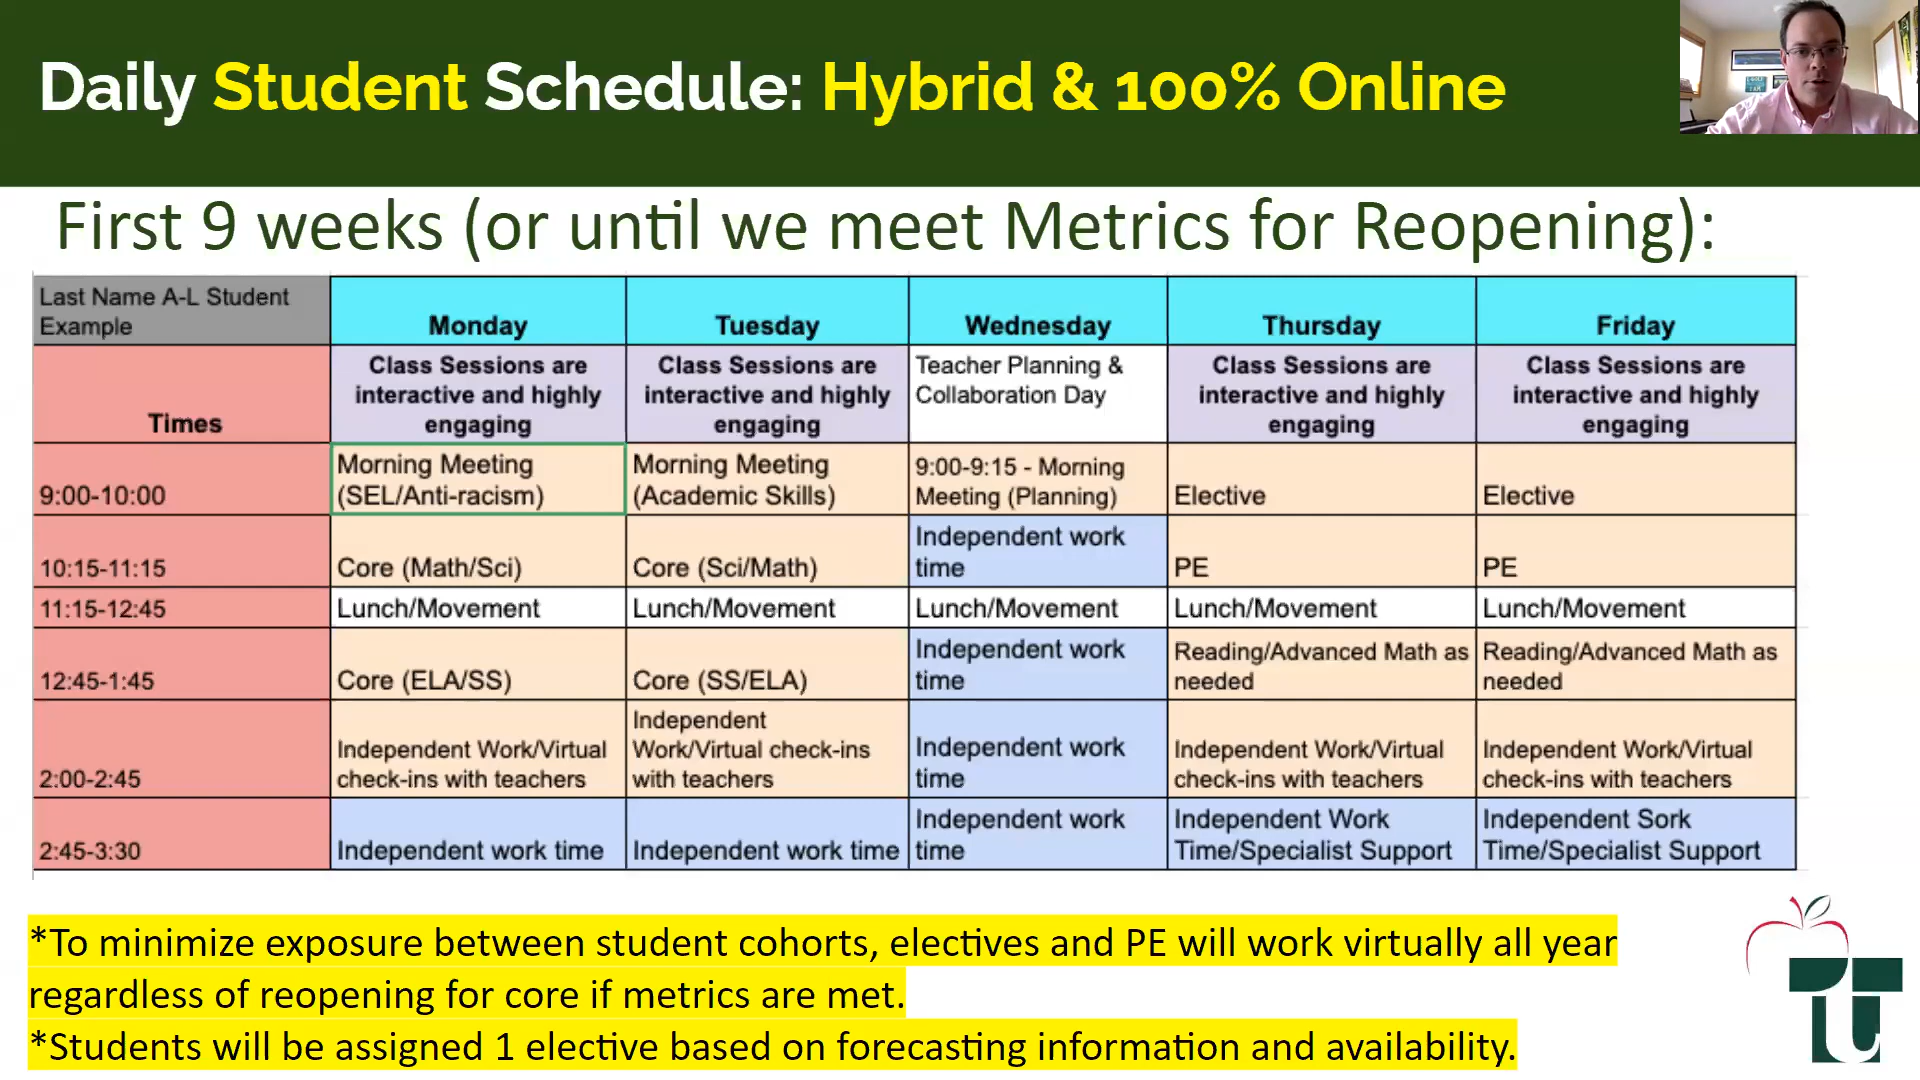 Daily Student Schedule: Hybrid & 100% Online
First 9 weeks (or until we meet Metrics for Reopening):
Last Name A-L Student
Example
Monday
Tuesday
Wednesday
Thursday
Friday
Times
Class Sessions are
interactive and highly
engaging
Class Sessions are
interactive and highly
engaging
Teacher Planning &
Collaboration Day
Class Sessions are
interactive and highly
engaging
Class Sessions are
interactive and highly
engaging
9:00-10:00
Morning Meeting
(SEL/Anti-racism)
Morning Meeting
(Academic Skills)
9:00-9:15 - Morning
Meeting (Planning)
Elective
Elective
10:15-11:15
Core (Math/Sci)
Core (Sci/Math)
Independent work
time
PE
PE
11:15-12:45
Lunch/Movement
Lunch/Movement
Lunch/Movement
Lunch/Movement
Lunch/Movement
12:45-1:45
Core (ELA/SS)
Core (SS/ELA)
Independent work
time
Reading/Advanced Math as
needed
Reading/Advanced Math as
needed
2:00-2:45
Independent Work/Virtual
check-ins with teachers
Independent
Work/Virtual check-ins
with teachers
Independent work
time
Independent Work/Virtual
check-ins with teachers
Independent Work/Virtual
check-ins with teachers
2:45-3:30
Independent work time
Independent work time
Independent work
time
Independent Work
Time/Specialist Support
Independent Sork
Time/Specialist Support
*To minimize exposure between student cohorts, electives and PE will work virtually all year
regardless of reopening for core if metrics are met.
*Students will be assigned 1 elective based on forecasting information and availability.